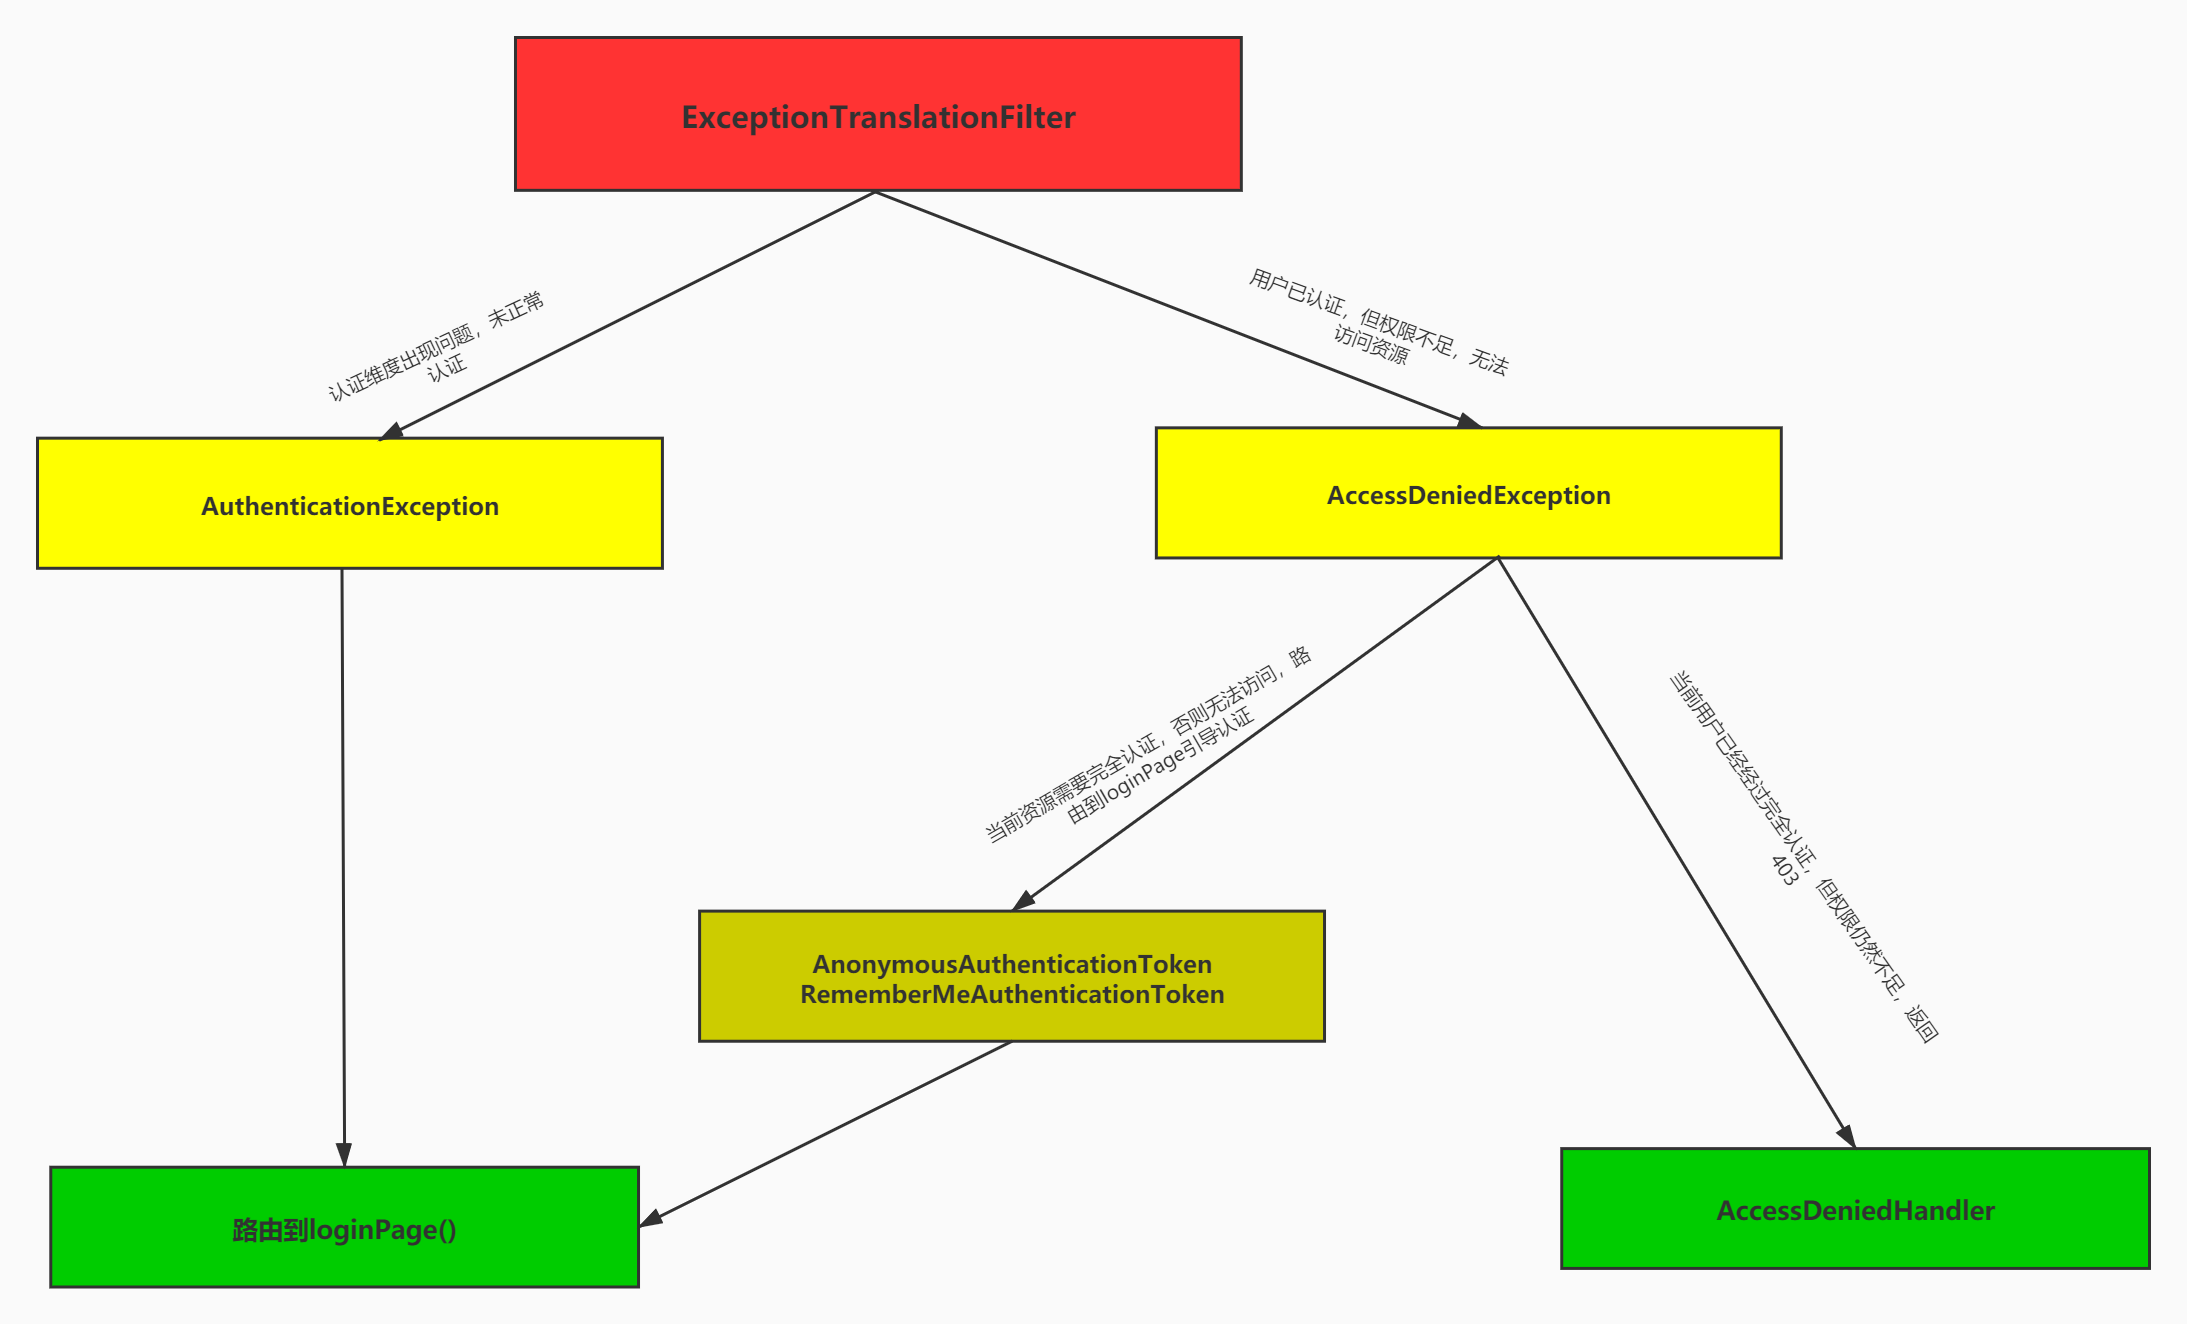 ExceptionTranslationFilter
认证维度出现问题，未正常
认证
用户已认证，但权限不足，无法
访问资源
AuthenticationException
AccessDeniedException
当前资源需要完全认证，否则无法访问，路
由到loginPage引导认证
当前用户已经经过完全认证，但权限仍然不足，返回
403
AnonymousAuthenticationToken
RememberMeAuthenticationToken
路由到loginPage()
AccessDeniedHandler